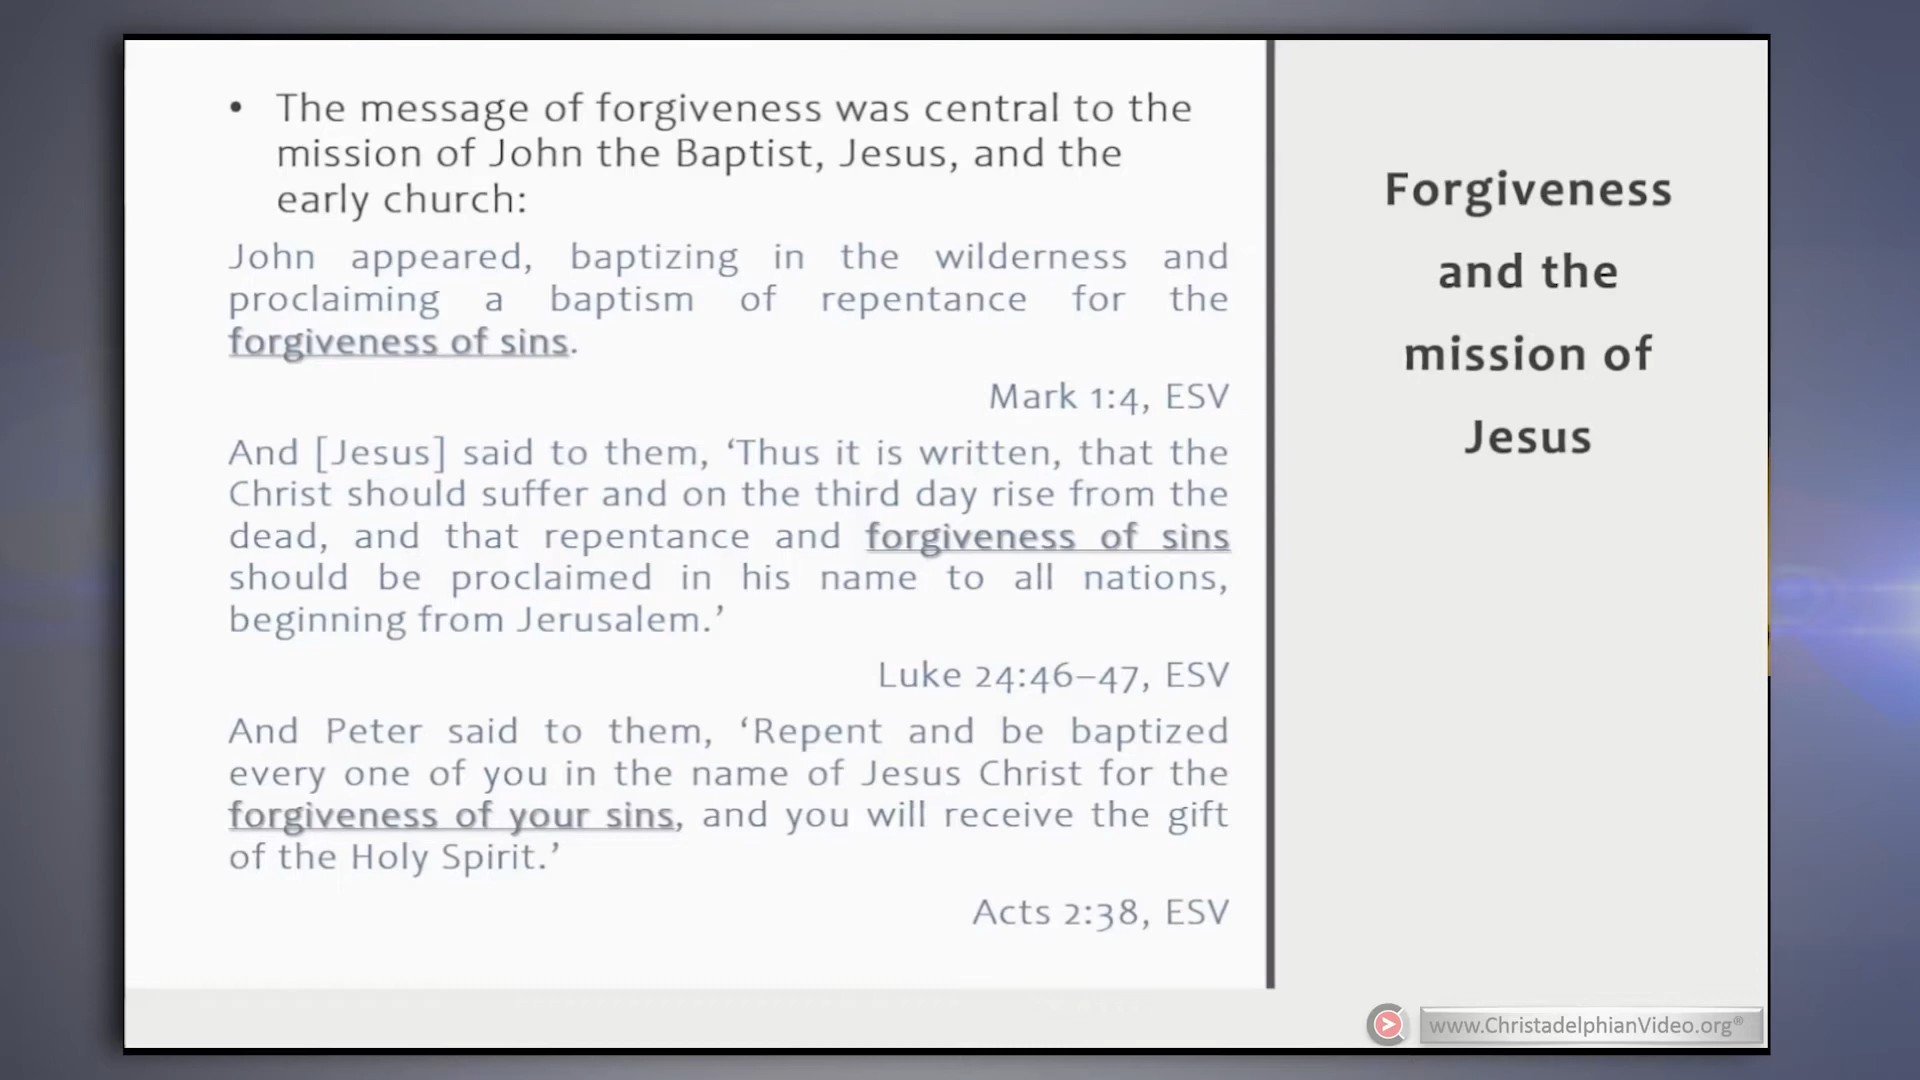 • The message of forgiveness was central to the
mission of John the Baptist, Jesus, and the
early church:
John appeared, baptizing in the wilderness and
proclaiming a baptism of repentance for the
forgiveness of sins.
Mark 1:4, ESV
And [Jesus] said to them, ‘Thus it is written, that the
Christ should suffer and on the third day rise from the
dead, and that repentance and forgiveness of sins
should be proclaimed in his name to all nations,
beginning from Jerusalem.’
Luke 24:46–47, ESV
And Peter said to them, ‘Repent and be baptized
every one of you in the name of Jesus Christ for the
forgiveness of your sins, and you will receive the gift
of the Holy Spirit.’
Acts 2:38, ESV
Forgiveness
and the
mission of
Jesus
www.ChristadelphianVideo.org®